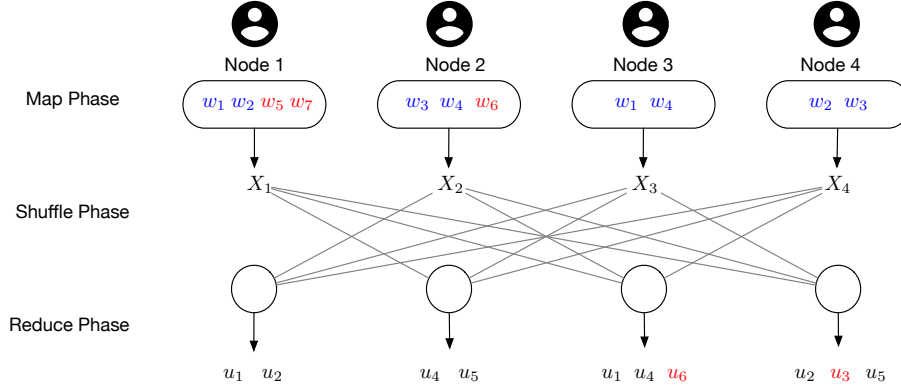 Node 1 Node 2 Node 3 Node 4
Map Phase w₁ w₂ w₅ w₇ w₃ w₄ w₆ w₁ w₄ w₂ w₃
X₁ X₂ X₃ X₄
Shuffle Phase
Reduce Phase
u₁ u₂ u₄ u₅ u₁ u₄ u₆ u₂ u₃ u₅